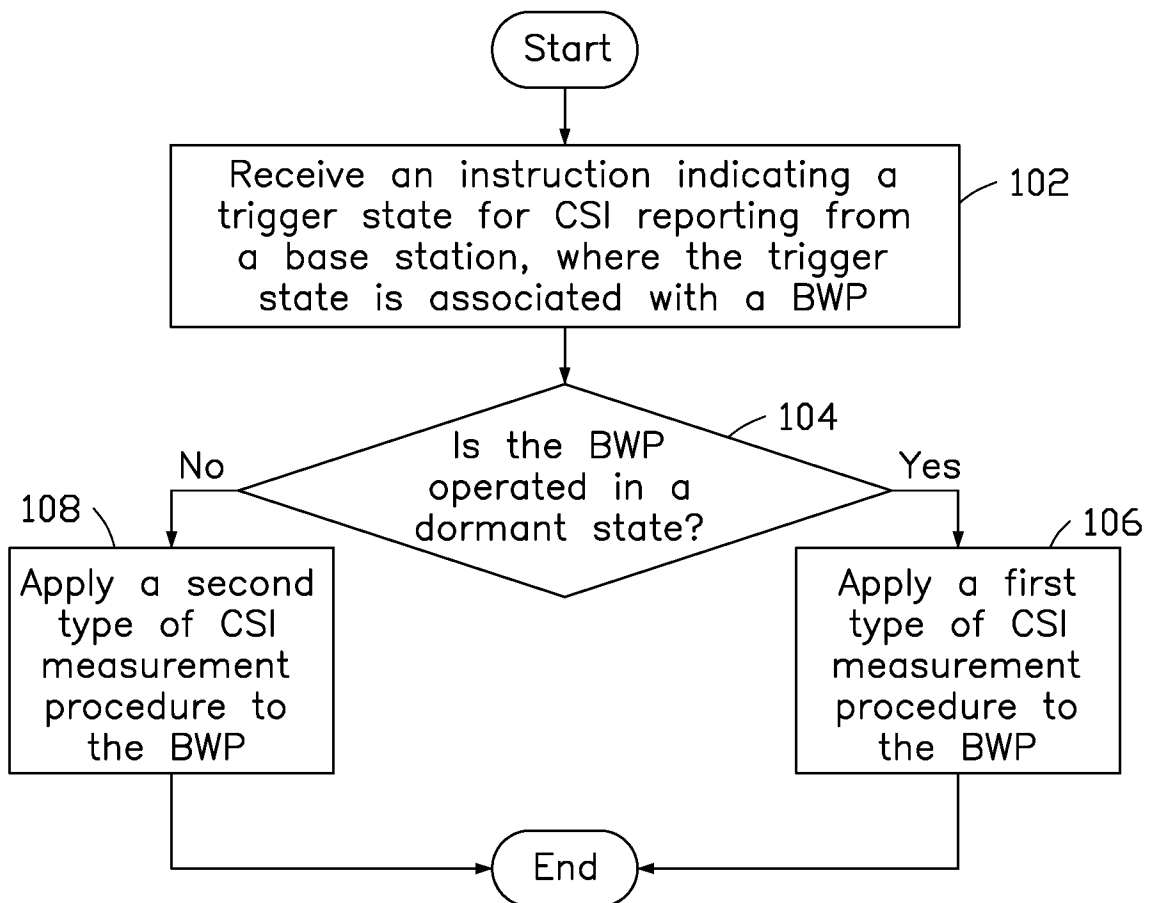 Start
Receive an instruction indicating a
trigger state for CSI reporting from
a base station, where the trigger
state is associated with a BWP
102
Is the BWP
operated in a
dormant state?
104
No
Yes
108
Apply a second
type of CSI
measurement
procedure to
the BWP
106
Apply a first
type of CSI
measurement
procedure to
the BWP
End